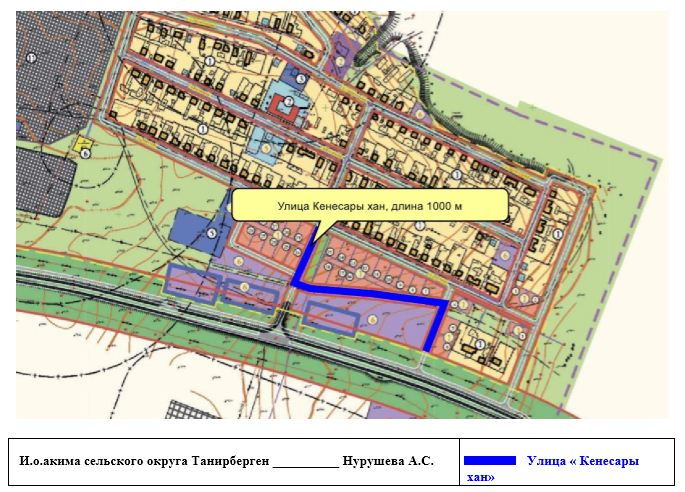 Улица Кенесары хан, длина 1000 м
И.о.акима сельского округа Танирберген __________ Нурушева А.С.
Улица « Кенесары
хан»